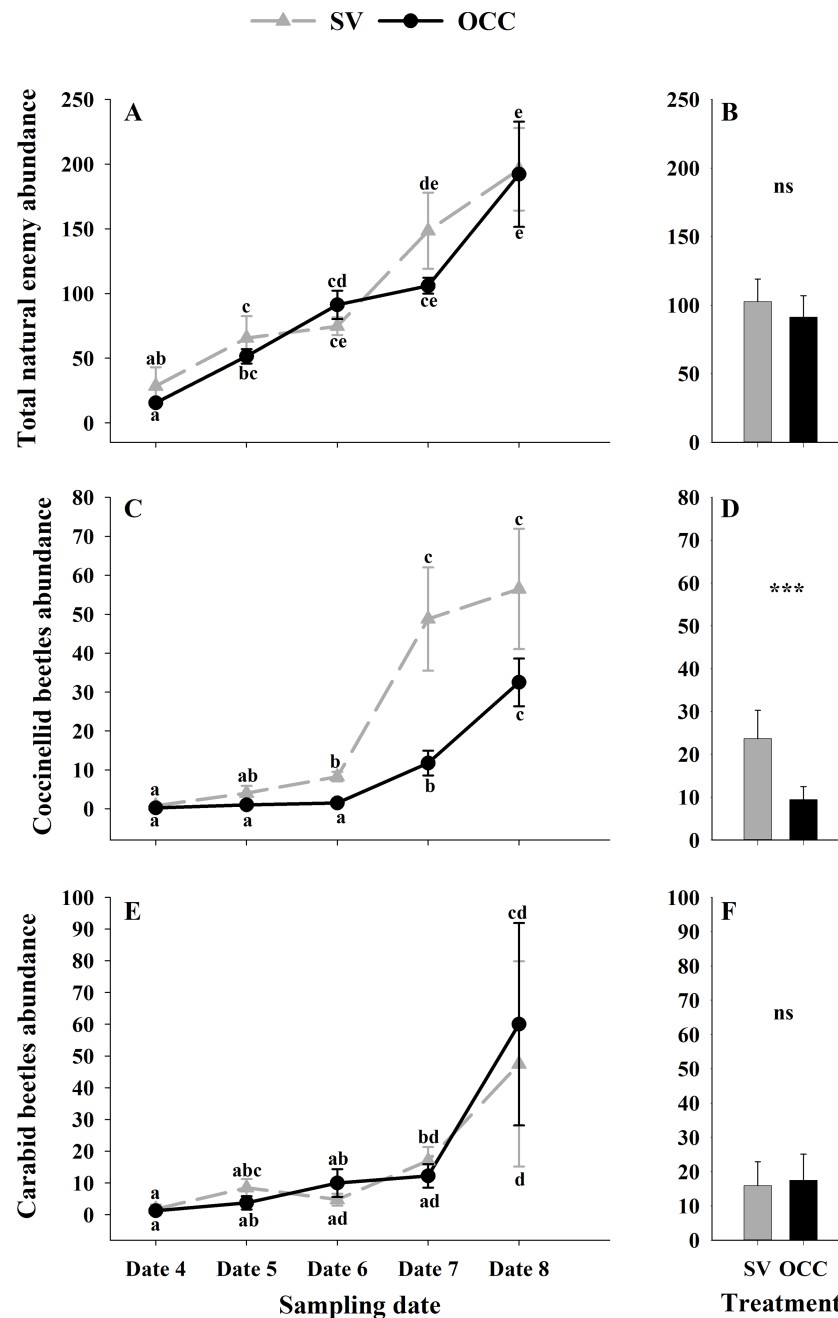 SV OCC
Total natural enemy abundance
250
200
150
100
50
0
A
ab
a
c
bc
cd
ce
de
ce
e
e
250
200
150
100
50
0
B
ns
Coccinellid beetles abundance
80
70
60
50
40
30
20
10
0
C
a
a
ab
a
b
a
c
b
c
c
80
70
60
50
40
30
20
10
0
D
***
Carabid beetles abundance
100
90
80
70
60
50
40
30
20
10
0
E
a
a
abc
ab
ab
ad
bd
ad
cd
d
100
90
80
70
60
50
40
30
20
10
0
F
ns
Date 4 Date 5 Date 6 Date 7 Date 8
Sampling date
SV OCC
Treatment